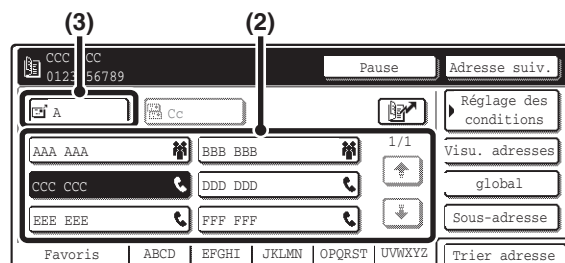 (3) (2)
CCC CCC
0123456789
Pause
Adresse suiv.
A
Cc
Réglage des
conditions
AAA AAA
BBB BBB
1/1
Visu. adresses
CCC CCC
DDD DDD
global
EEE EEE
FFF FFF
Sous-adresse
Favoris ABCD EFGHI JKLMN OPQRST UVWXYZ
Trier adresse